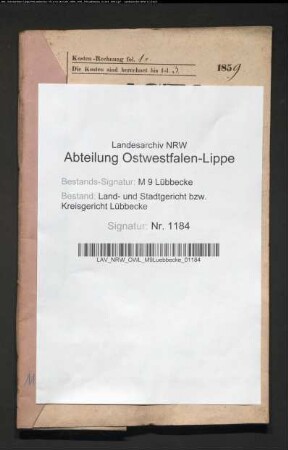 Kosten-Rechnung fol.
Die Kosten sind berechnet bis fol.
1859
Landesarchiv NRW
Abteilung Ostwestfalen-Lippe
Bestands-Signatur: M 9 Lübbecke
Bestand: Land- und Stadtgericht bzw.
Kreisgericht Lübbecke
Signatur: Nr. 1184
LAV_NRW_OWL_M9Luebbecke_01184
M